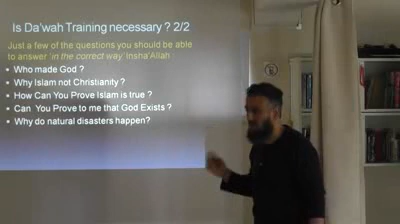 Is Da'wah Training necessary ? 2/2
Just a few of the questions you should be able
to answer 'in the correct way' Insha'Allah
• Who made God ?
• Why Islam not Christianity ?
• How Can You Prove Islam is true ?
• Can You Prove to me that God Exists ?
• Why do natural disasters happen?